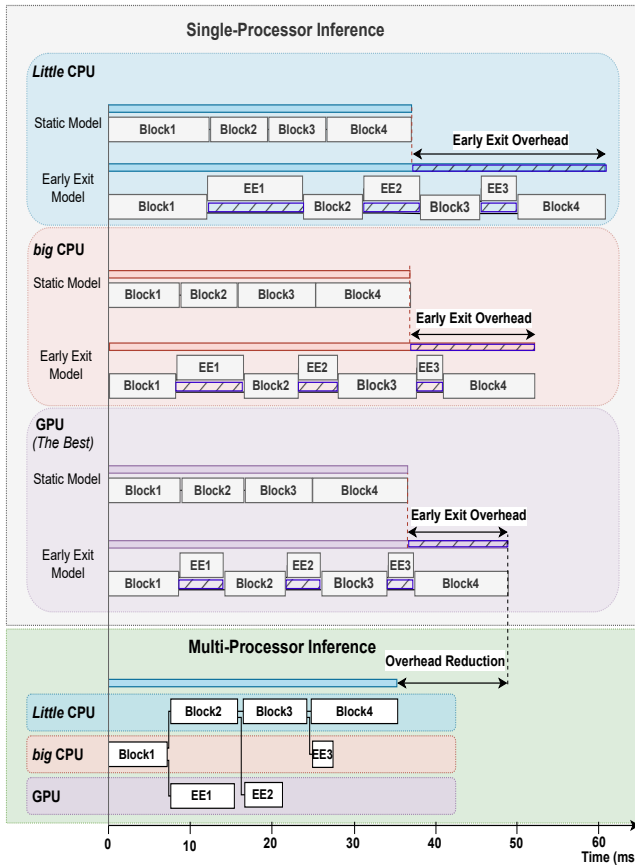 Single-Processor Inference
Little CPU
Static Model
Block1 Block2 Block3 Block4
Early Exit Overhead
Early Exit
Model
EE1 EE2 EE3
Block1 Block2 Block3 Block4
big CPU
Static Model
Block1 Block2 Block3 Block4
Early Exit Overhead
Early Exit
Model
EE1 EE2 EE3
Block1 Block2 Block3 Block4
GPU
(The Best)
Static Model
Block1 Block2 Block3 Block4
Early Exit Overhead
Early Exit
Model
EE1 EE2 EE3
Block1 Block2 Block3 Block4
Multi-Processor Inference
Overhead Reduction
Little CPU Block2 Block3 Block4
big CPU Block1 EE3
GPU EE1 EE2
0 10 20 30 40 50 60
Time (ms